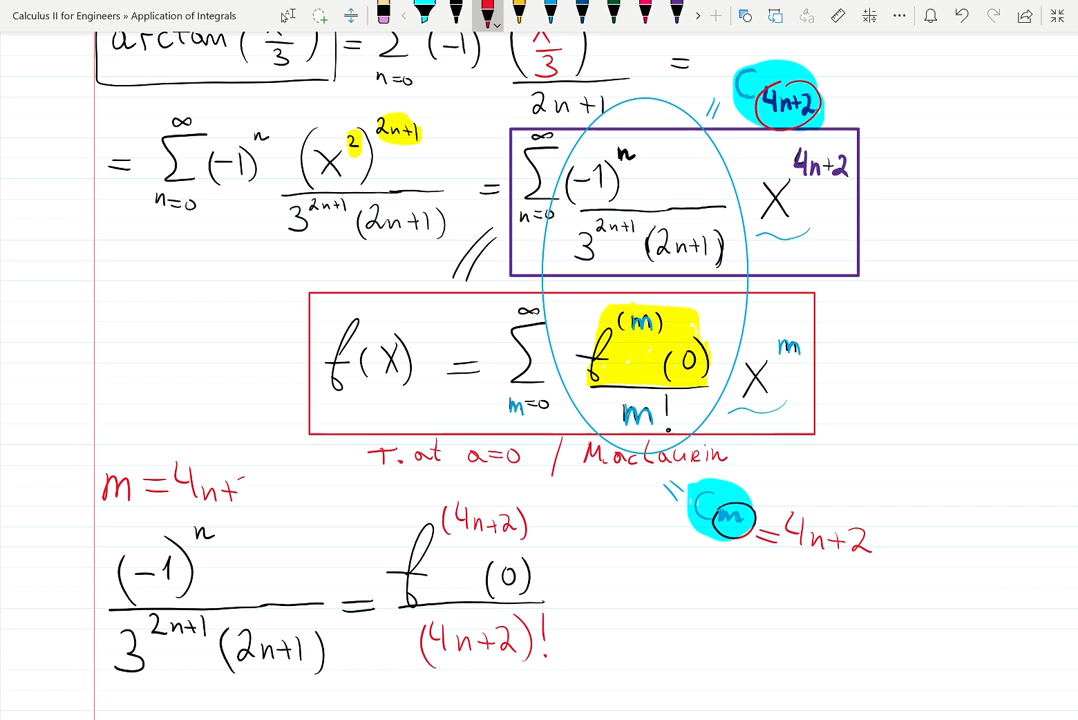 Calculus II for Engineers » Application of Integrals
arctan(x/3) = ∑ n=0 (-1) (x/3) / 2n+1 =
C 4n+2
= ∑_{n=0}^{∞} (-1)^n (x^2)^{2n+1} / 3^{2n+1} (2n+1) = ∑_{n=0}^{∞} (-1)^n / 3^{2n+1} (2n+1) x^{4n+2}
f(x) = ∑_{m=0}^{∞} f^{(m)}(0) / m! x^m
T. at a=0 / Maclaurin
m = 4n+
C_m = 4n+2
(-1)^n / 3^{2n+1} (2n+1) = f^{(4n+2)}(0) / (4n+2)!